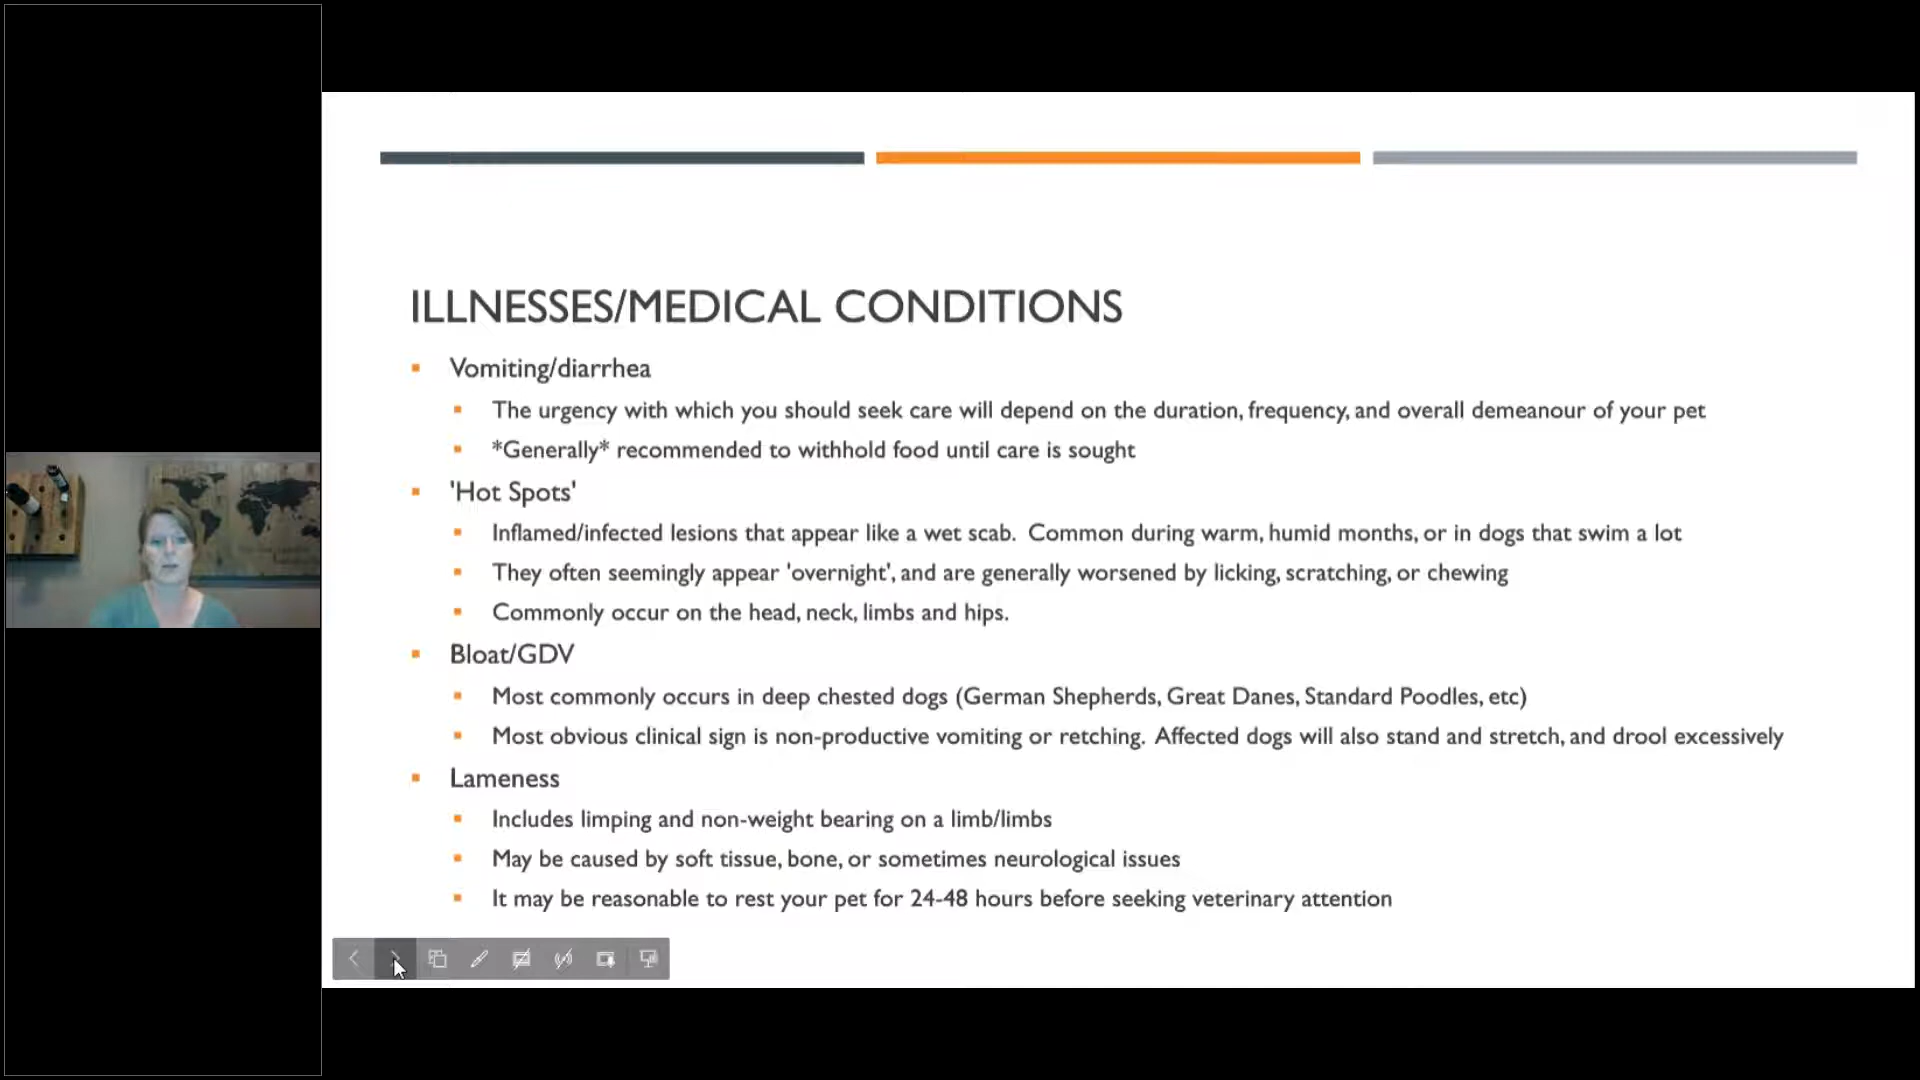 ILLNESSES/MEDICAL CONDITIONS
Vomiting/diarrhea
The urgency with which you should seek care will depend on the duration, frequency, and overall demeanour of your pet
*Generally* recommended to withhold food until care is sought
'Hot Spots'
Inflamed/infected lesions that appear like a wet scab. Common during warm, humid months, or in dogs that swim a lot
They often seemingly appear 'overnight', and are generally worsened by licking, scratching, or chewing
Commonly occur on the head, neck, limbs and hips.
Bloat/GDV
Most commonly occurs in deep chested dogs (German Shepherds, Great Danes, Standard Poodles, etc)
Most obvious clinical sign is non-productive vomiting or retching. Affected dogs will also stand and stretch, and drool excessively
Lameness
Includes limping and non-weight bearing on a limb/limbs
May be caused by soft tissue, bone, or sometimes neurological issues
It may be reasonable to rest your pet for 24-48 hours before seeking veterinary attention